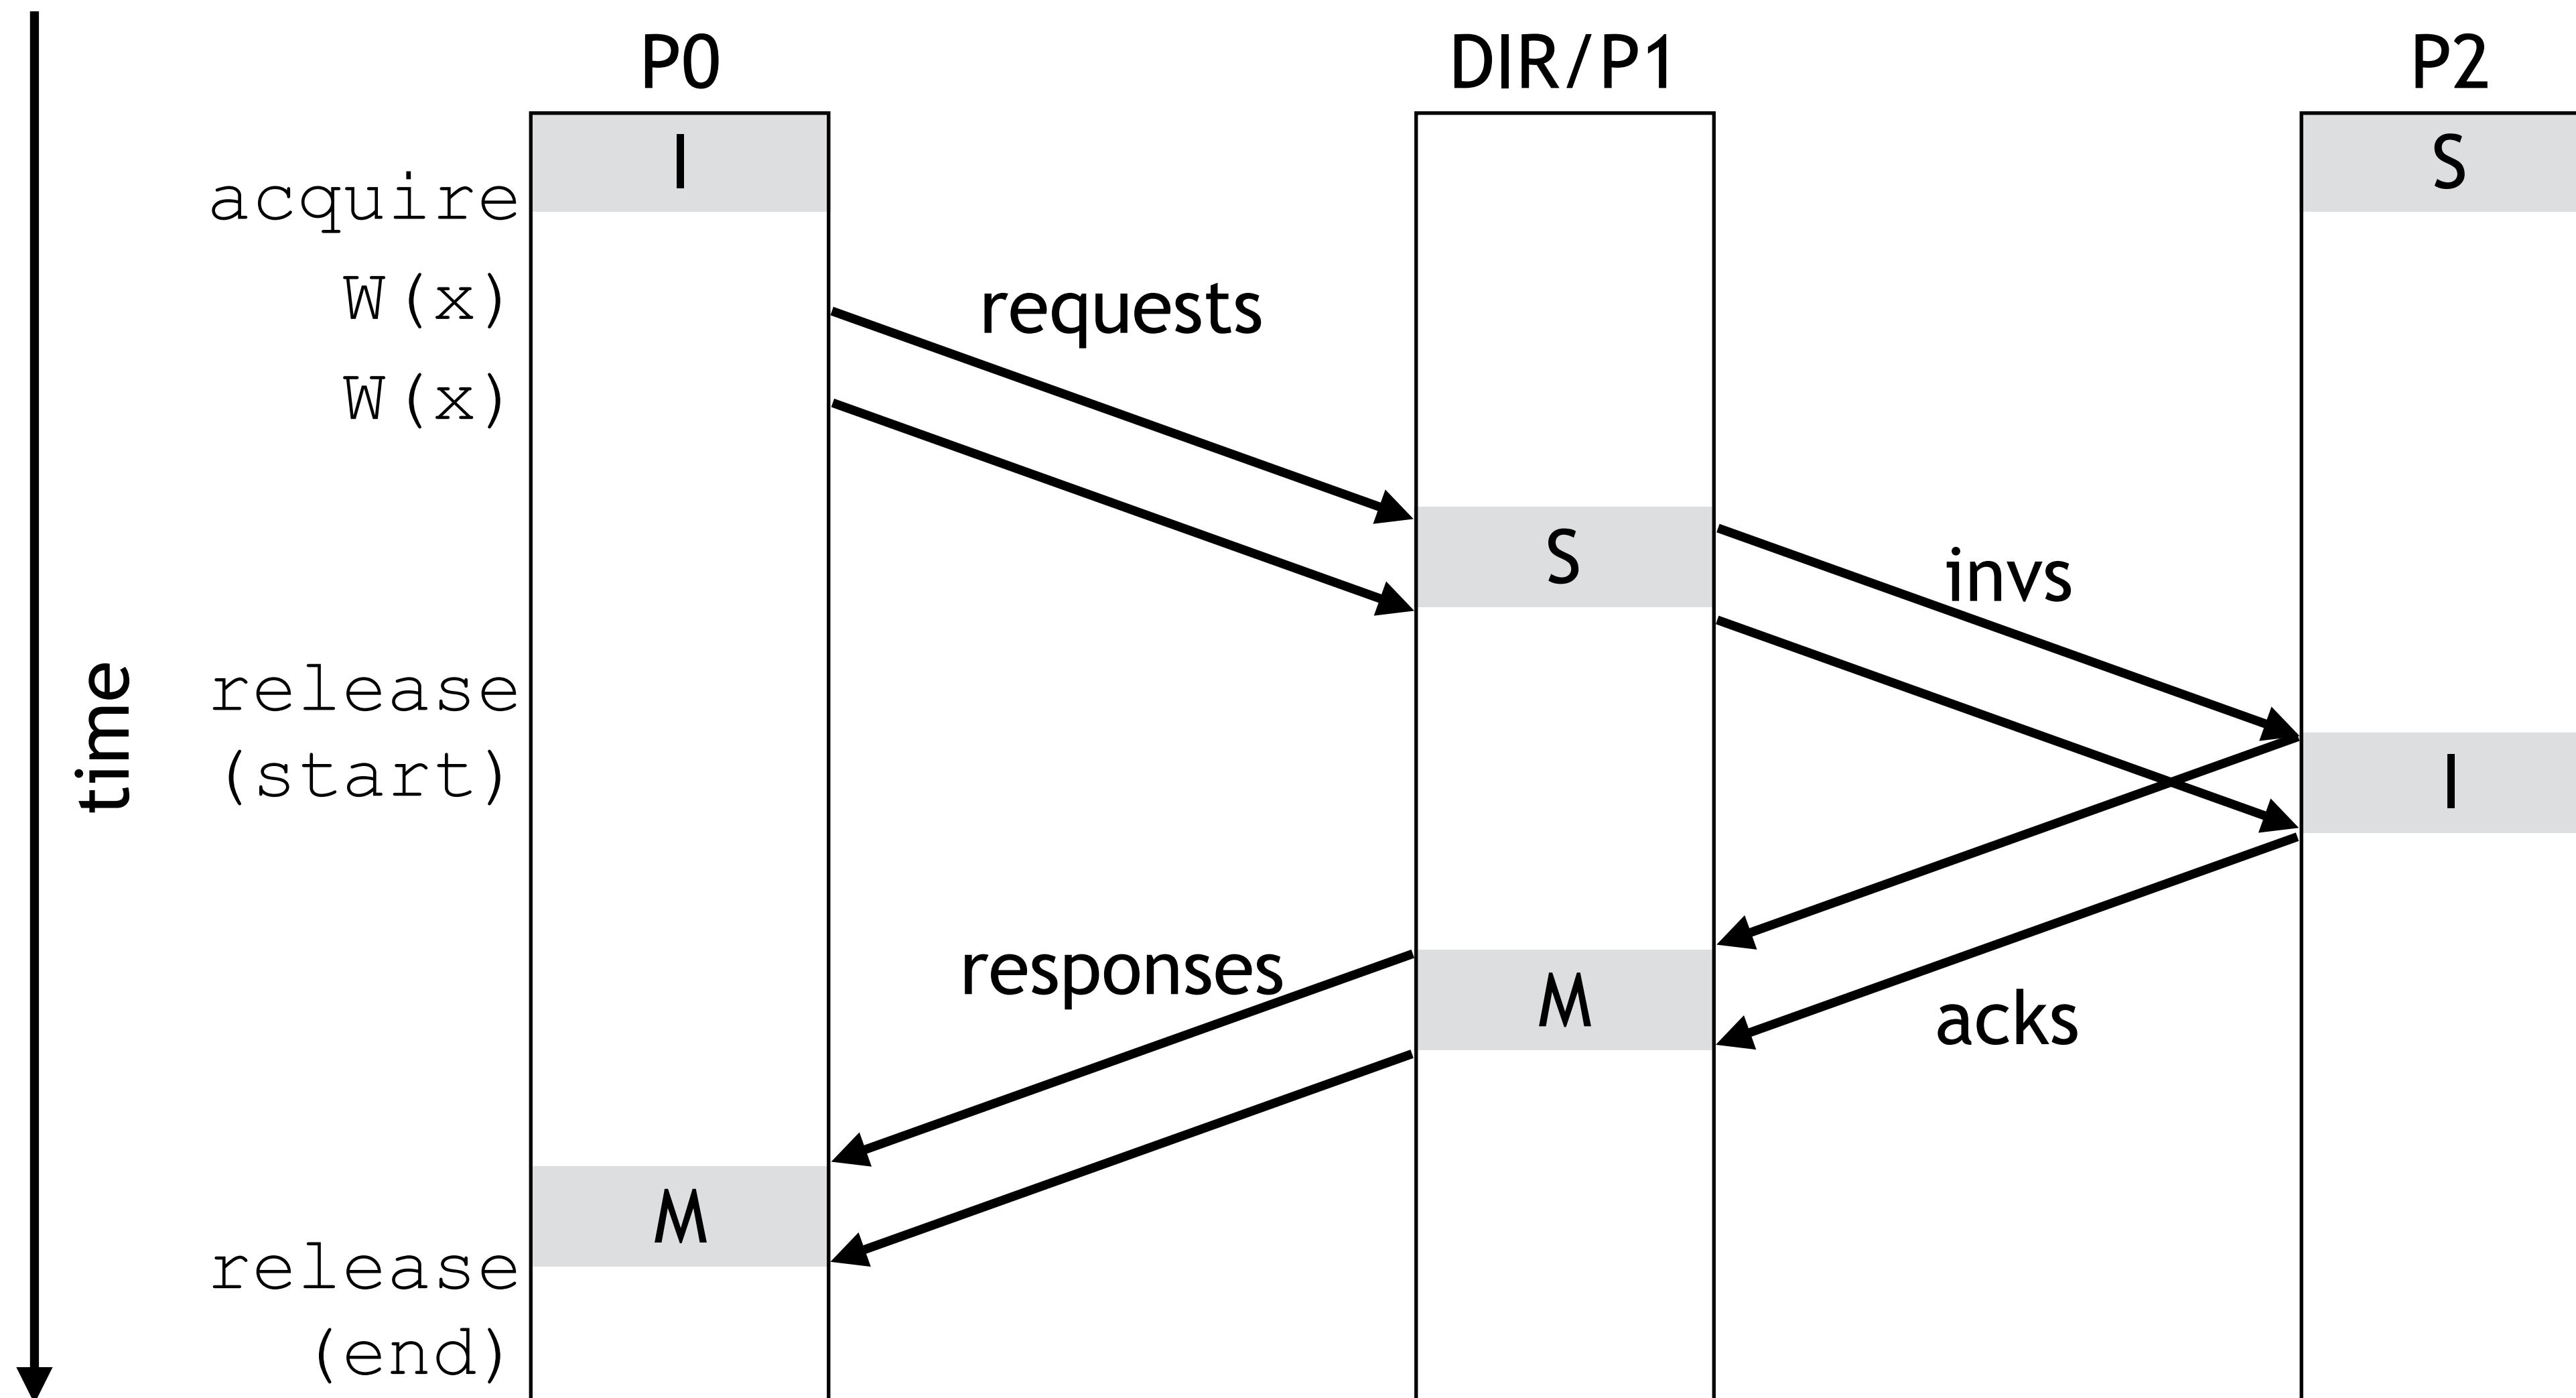 P0
DIR/P1
P2
I
S
acquire
W(x)
requests
W(x)
S
invs
time
release
(start)
I
responses
M
acks
M
release
(end)